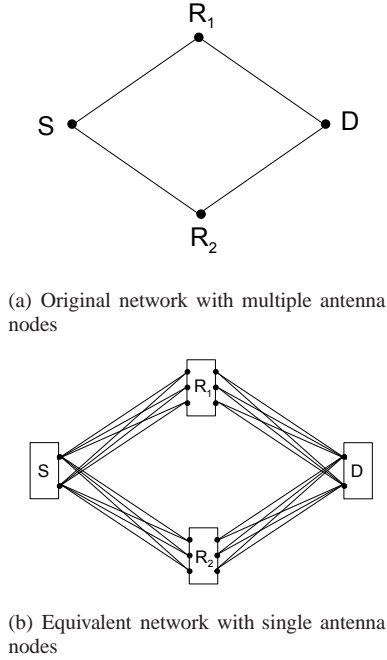 R1
S
D
R2
(a) Original network with multiple antenna
nodes
R1
S
D
R2
(b) Equivalent network with single antenna
nodes